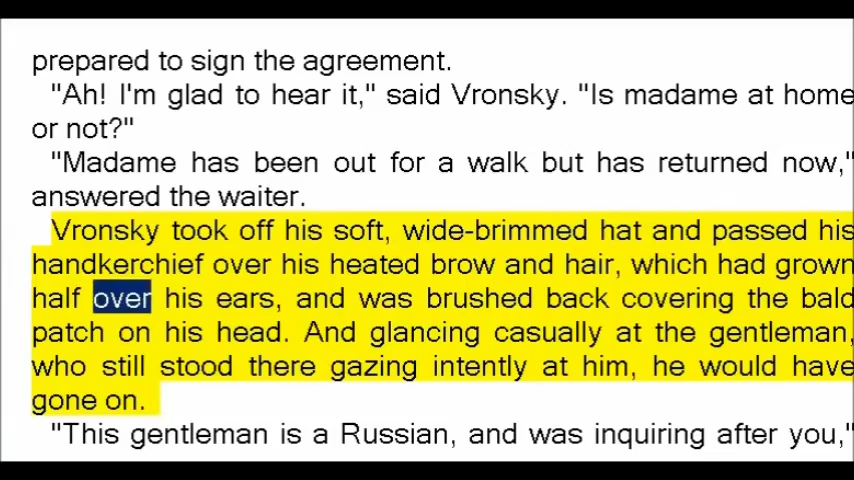 prepared to sign the agreement.
"Ah! I'm glad to hear it," said Vronsky. "Is madame at home
or not?"
"Madame has been out for a walk but has returned now,"
answered the waiter.
Vronsky took off his soft, wide-brimmed hat and passed his
handkerchief over his heated brow and hair, which had grown
half over his ears, and was brushed back covering the bald
patch on his head. And glancing casually at the gentleman,
who still stood there gazing intently at him, he would have
gone on.
"This gentleman is a Russian, and was inquiring after you,"